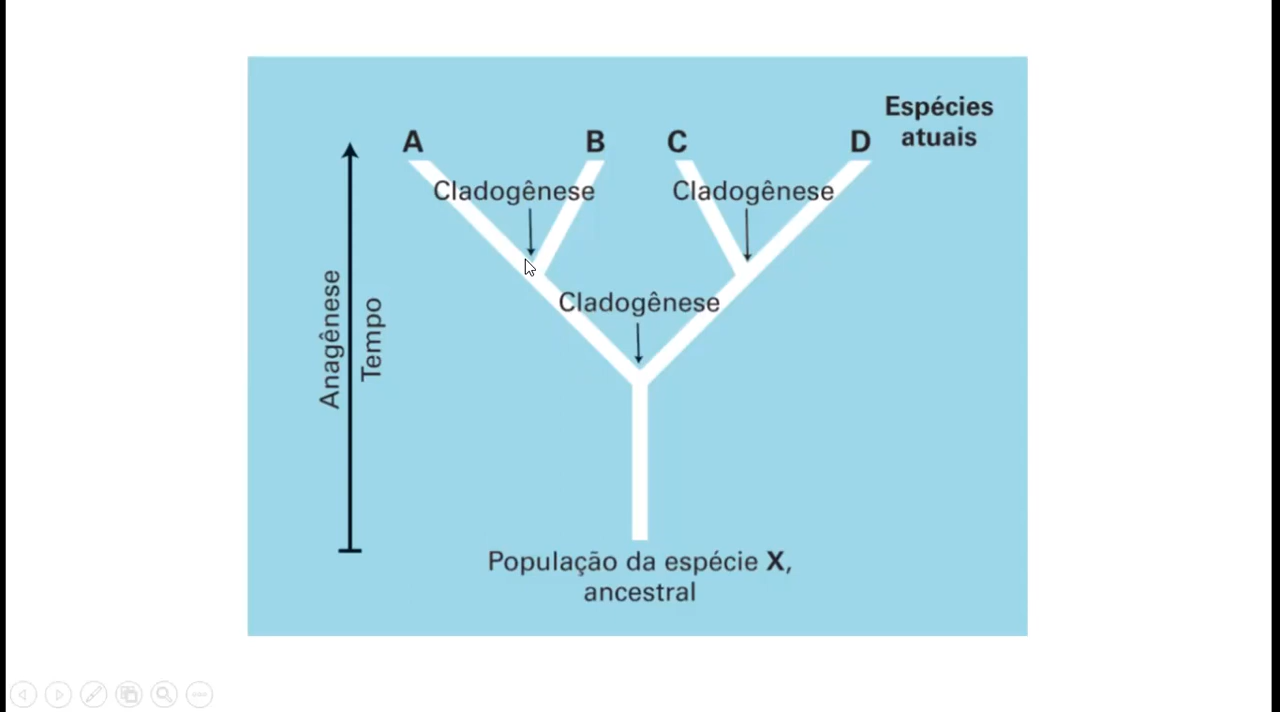 Espécies
atuais
A
B
C
D
Cladogênese
Cladogênese
Cladogênese
Anagênese
Tempo
População da espécie X,
ancestral